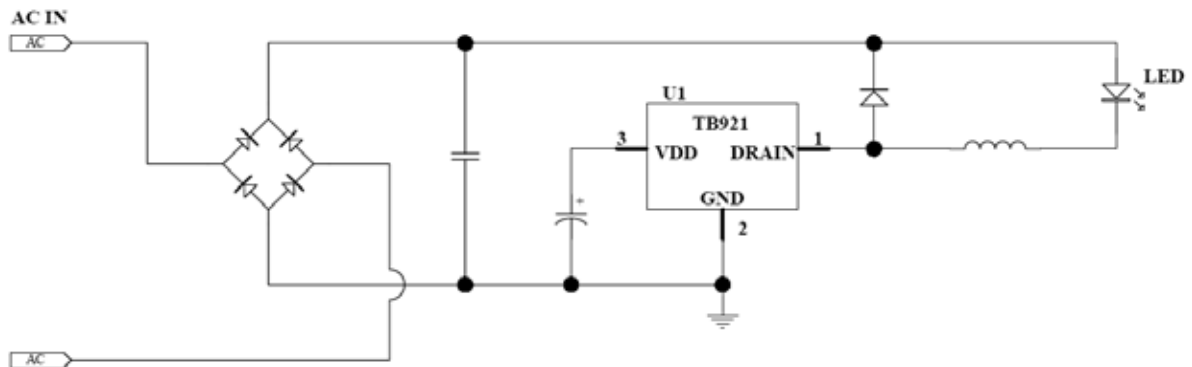 AC IN
AC
LED
U1
TB921
3 VDD DRAIN 1
+
GND
2
AC